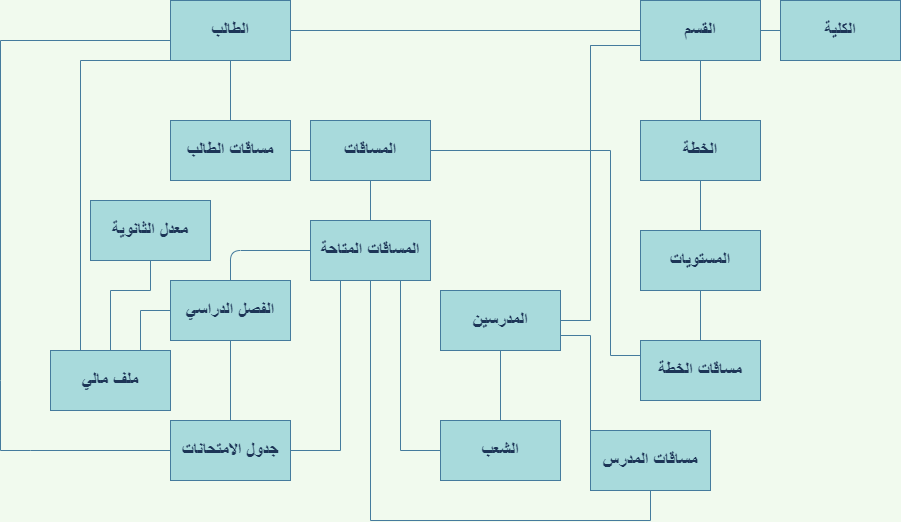 الكلية
القسم
الطالب
الخطة
المساقات
مساقات الطالب
معدل الثانوية
المساقات المتاحة
المستويات
الفصل الدراسي
المدرسين
مساقات الخطة
ملف مالي
جدول الامتحانات
الشعب
مساقات المدرس